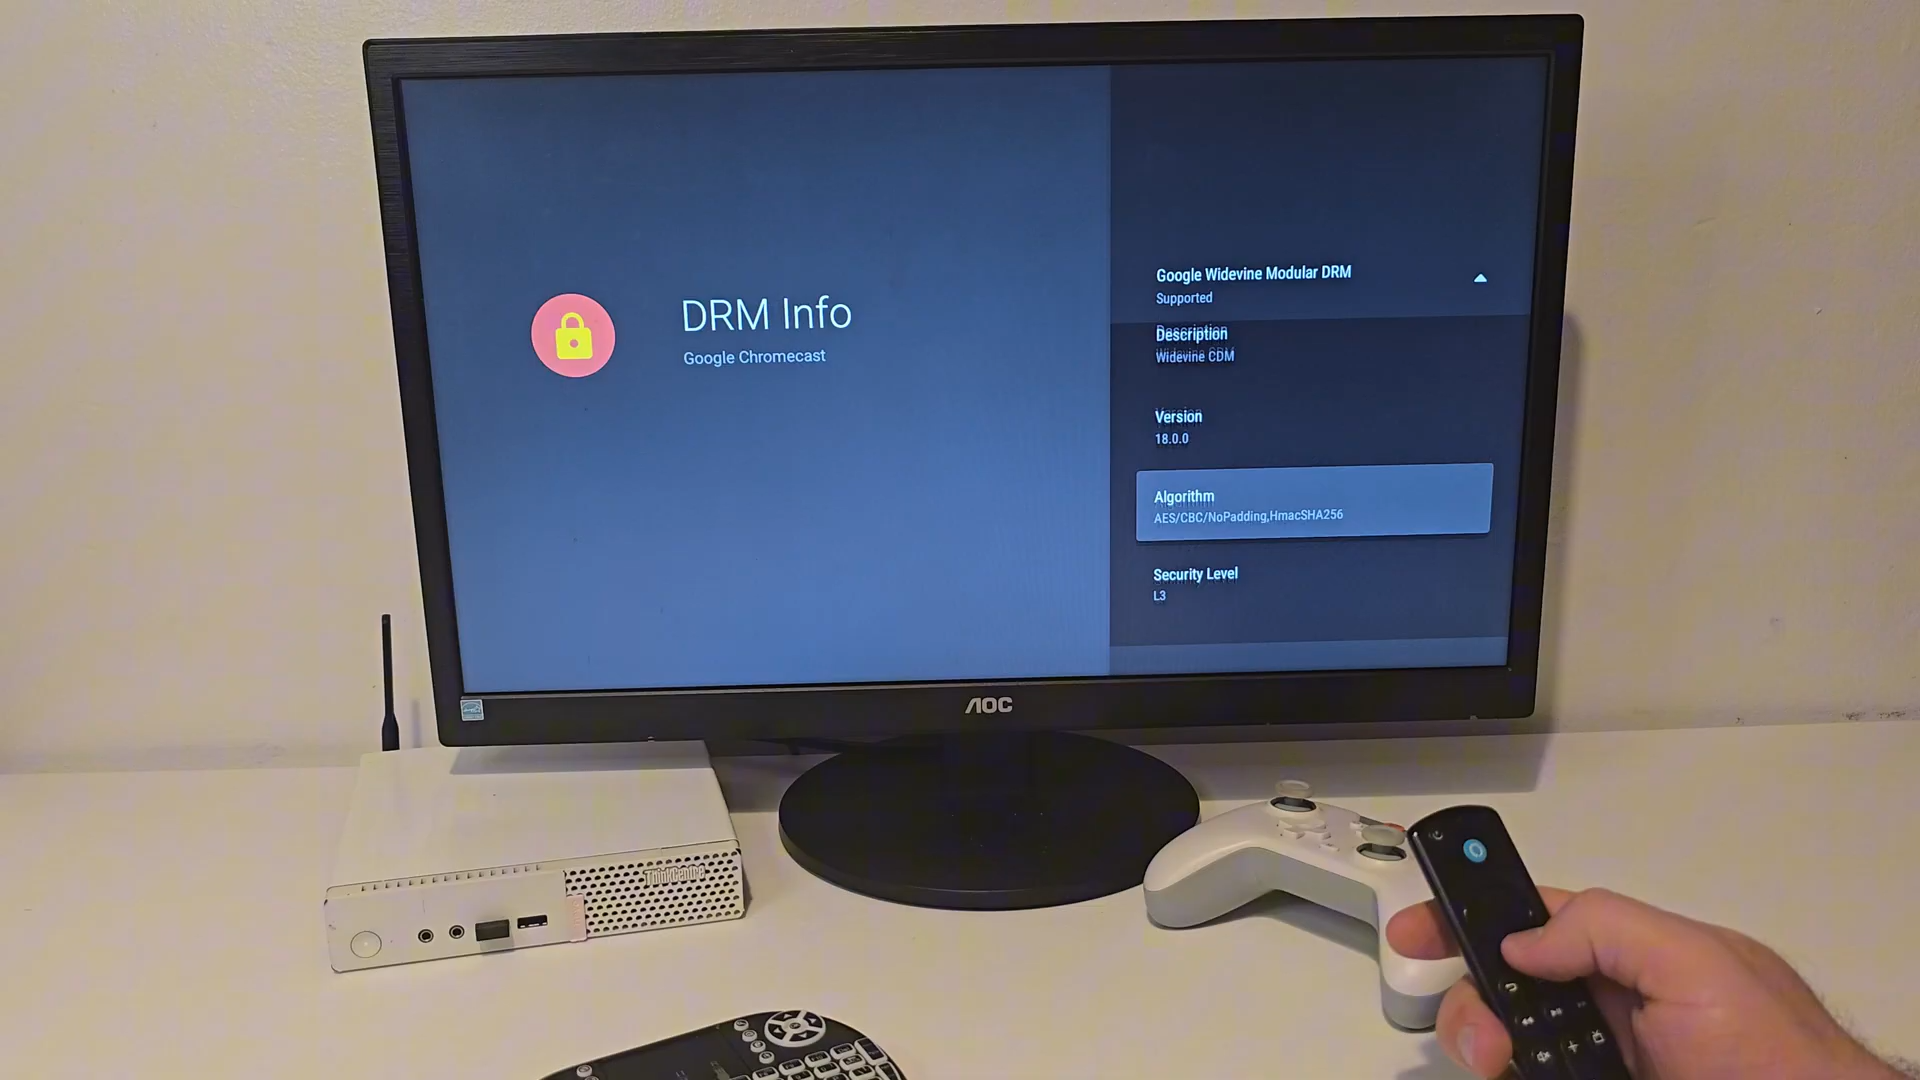 DRM Info
Google Chromecast
Google Widevine Modular DRM
Supported
Description
Widevine CDM
Version
18.0.0
Algorithm
AES/CBC/NoPadding,HmacSHA256
Security Level
L3
AOC
ThinkCentre